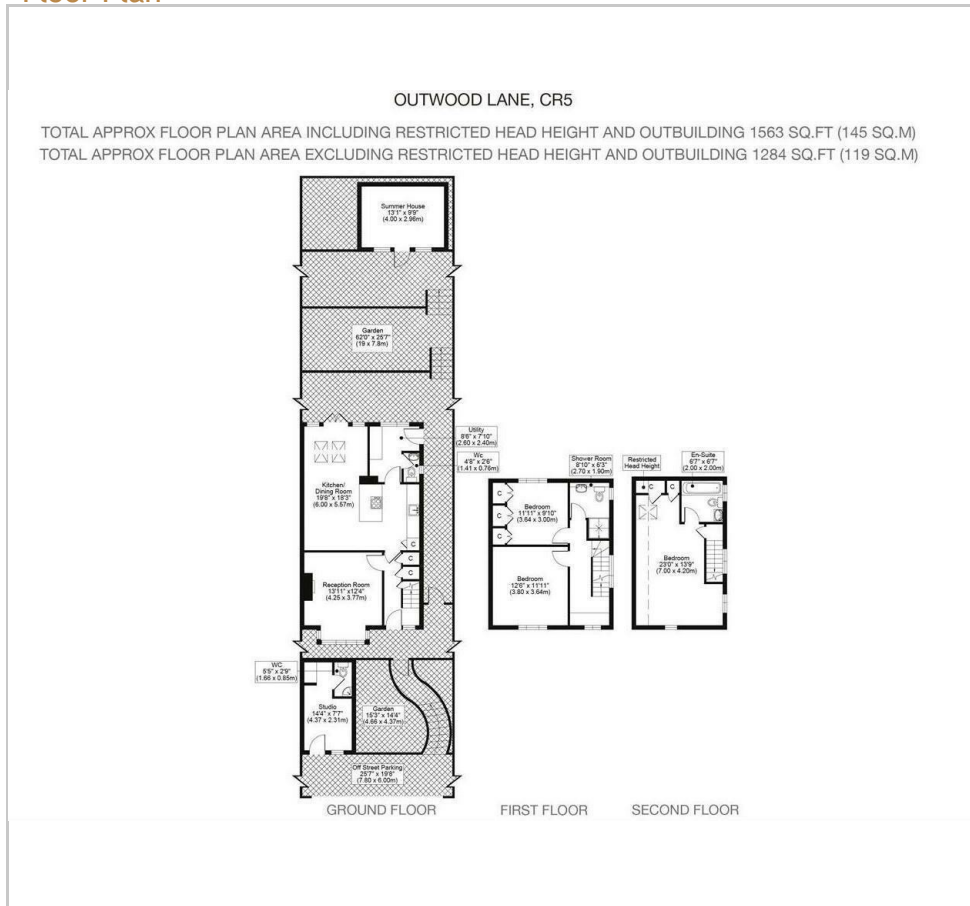 Floor Plan
OUTWOOD LANE, CR5
TOTAL APPROX FLOOR PLAN AREA INCLUDING RESTRICTED HEAD HEIGHT AND OUTBUILDING 1563 SQ.FT (145 SQ.M)
TOTAL APPROX FLOOR PLAN AREA EXCLUDING RESTRICTED HEAD HEIGHT AND OUTBUILDING 1284 SQ.FT (119 SQ.M)
Summer House
13'1" x 9'9"
(4.00 x 2.96m)
Garden
62'0" x 25'7"
(19 x 7.8m)
Utility
8'6" x 7'10"
(2.60 x 2.40m)
Wc
4'8" x 2'6"
(1.41 x 0.76m)
Kitchen/
Dining Room
19'8" x 18'3"
(6.00 x 5.57m)
C
C
C
Reception Room
13'11" x12'4"
(4.25 x 3.77m)
WC
5'5" x 2'9"
(1.66 x 0.85m)
Studio
14'4" x 7'7"
(4.37 x 2.31m)
Garden
15'3" x 14'4"
(4.66 x 4.37m)
Off Street Parking
25'7" x 19'8"
(7.80 x 6.00m)
GROUND FLOOR
Shower Room
8'10" x 6'3"
(2.70 x 1.90m)
C
C
C
Bedroom
11'11" x 9'10"
(3.64 x 3.00m)
Bedroom
12'6" x 11'11"
(3.80 x 3.64m)
FIRST FLOOR
Restricted
Head Height
En-Suite
6'7" x 6'7"
(2.00 x 2.00m)
C
C
Bedroom
23'0" x 13'9"
(7.00 x 4.20m)
SECOND FLOOR